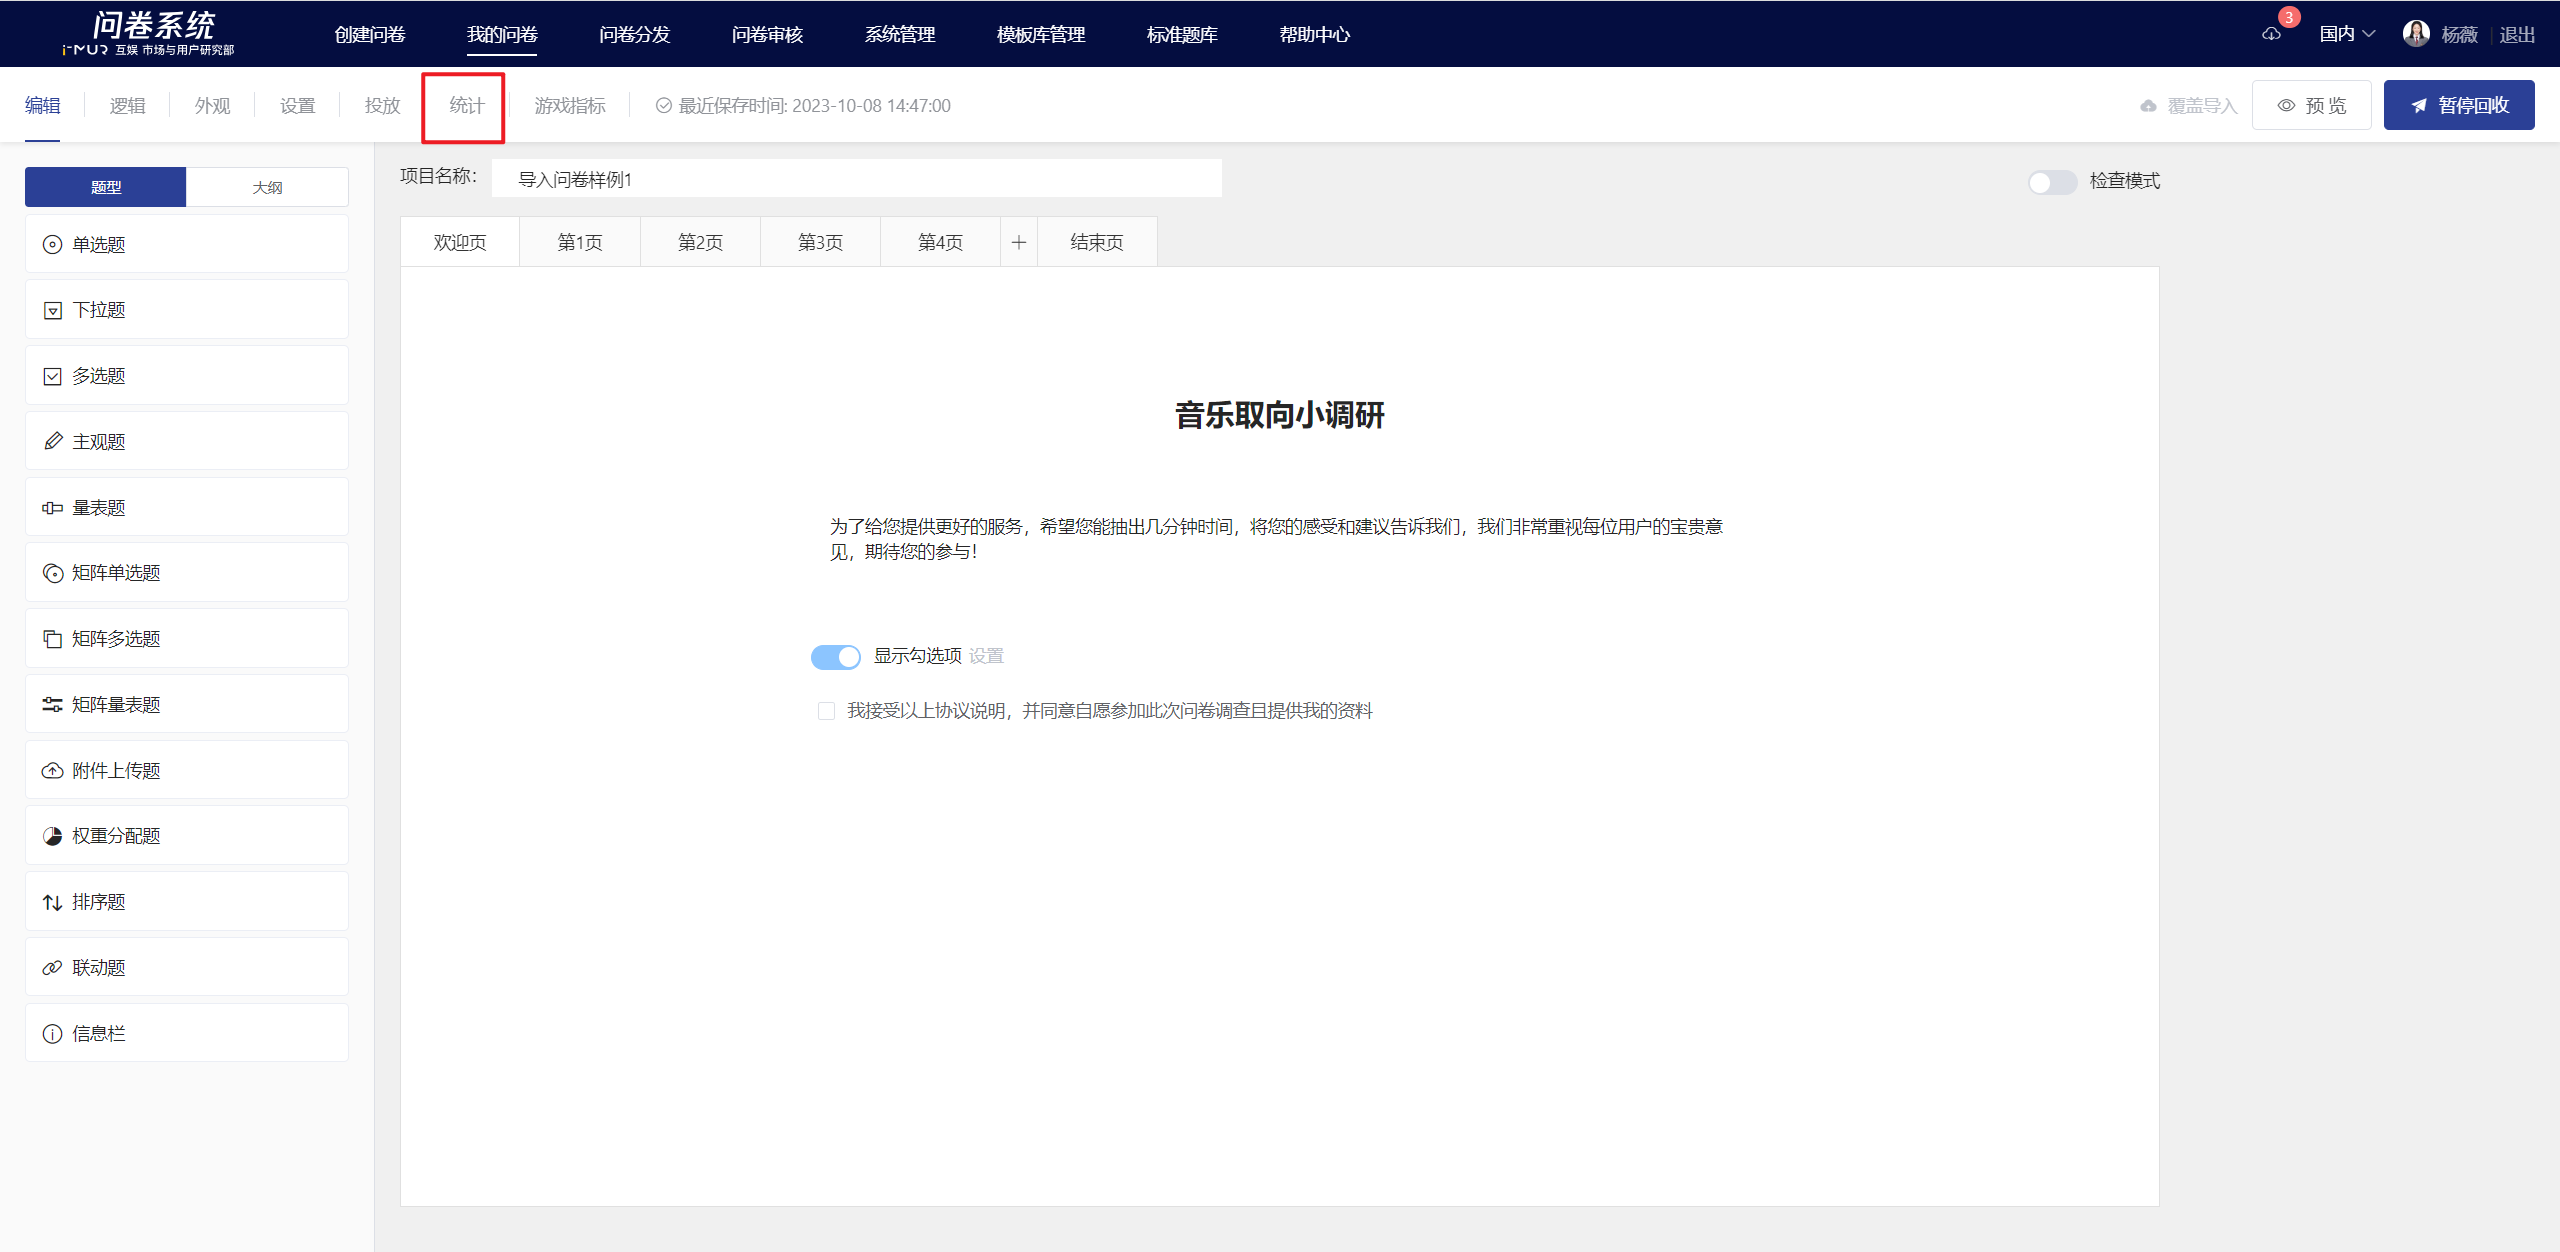 问卷系统
i-MUR 互娱 市场与用户研究部
创建问卷 我的问卷 问卷分发 问卷审核 系统管理 模板库管理 标准题库 帮助中心
3
国内 杨薇 退出
编辑 逻辑 外观 设置 投放 统计 游戏指标 最近保存时间: 2023-10-08 14:47:00
覆盖导入 预 览 暂停回收
题型 大纲
单选题
下拉题
多选题
主观题
量表题
矩阵单选题
矩阵多选题
矩阵量表题
附件上传题
权重分配题
排序题
联动题
信息栏
项目名称: 导入问卷样例1
检查模式
欢迎页 第1页 第2页 第3页 第4页 + 结束页
音乐取向小调研
为了给您提供更好的服务，希望您能抽出几分钟时间，将您的感受和建议告诉我们，我们非常重视每位用户的宝贵意
见，期待您的参与！
显示勾选项 设置
我接受以上协议说明，并同意自愿参加此次问卷调查且提供我的资料